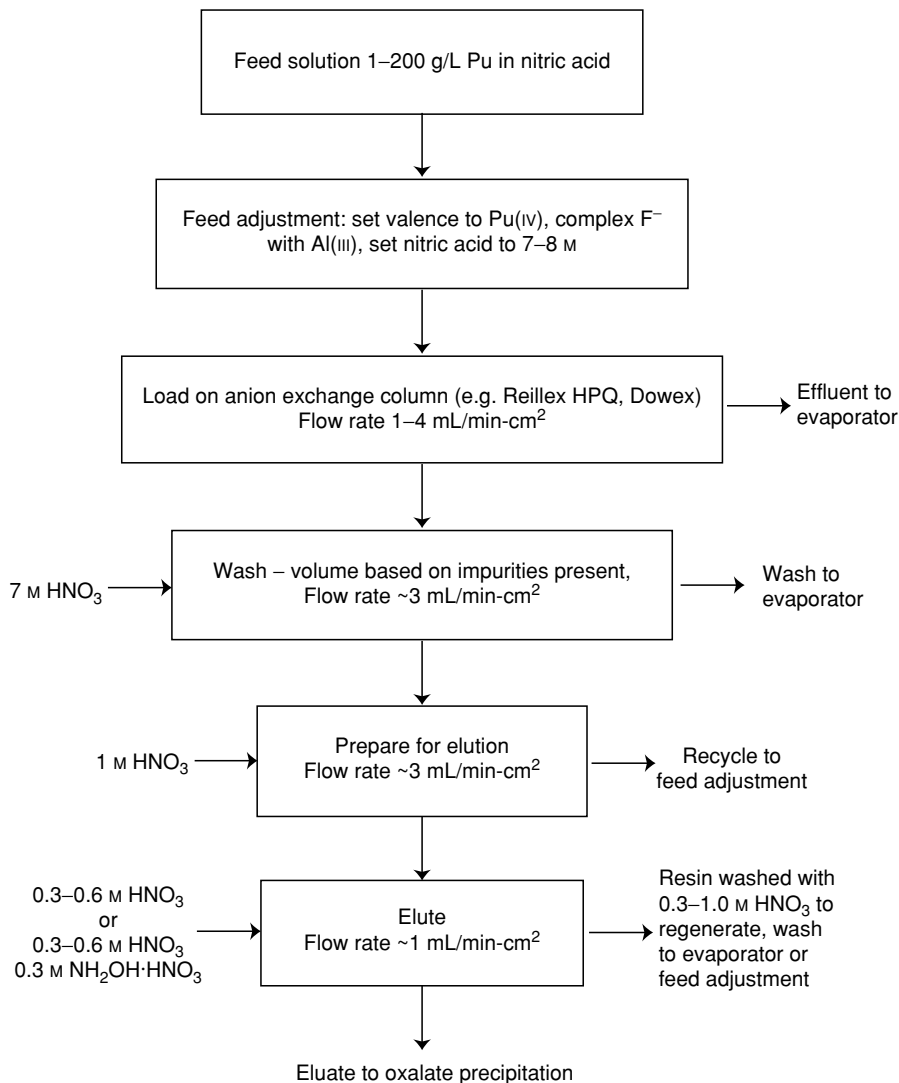 Feed solution 1–200 g/L Pu in nitric acid
Feed adjustment: set valence to Pu(IV), complex F⁻
with Al(III), set nitric acid to 7–8 M
Load on anion exchange column (e.g. Reillex HPQ, Dowex)
Flow rate 1–4 mL/min-cm²
Effluent to
evaporator
7 M HNO₃
Wash – volume based on impurities present,
Flow rate ~3 mL/min-cm²
Wash to
evaporator
1 M HNO₃
Prepare for elution
Flow rate ~3 mL/min-cm²
Recycle to
feed adjustment
0.3–0.6 M HNO₃
or
0.3–0.6 M HNO₃
0.3 M NH₂OH·HNO₃
Elute
Flow rate ~1 mL/min-cm²
Resin washed with
0.3–1.0 M HNO₃ to
regenerate, wash
to evaporator or
feed adjustment
Eluate to oxalate precipitation